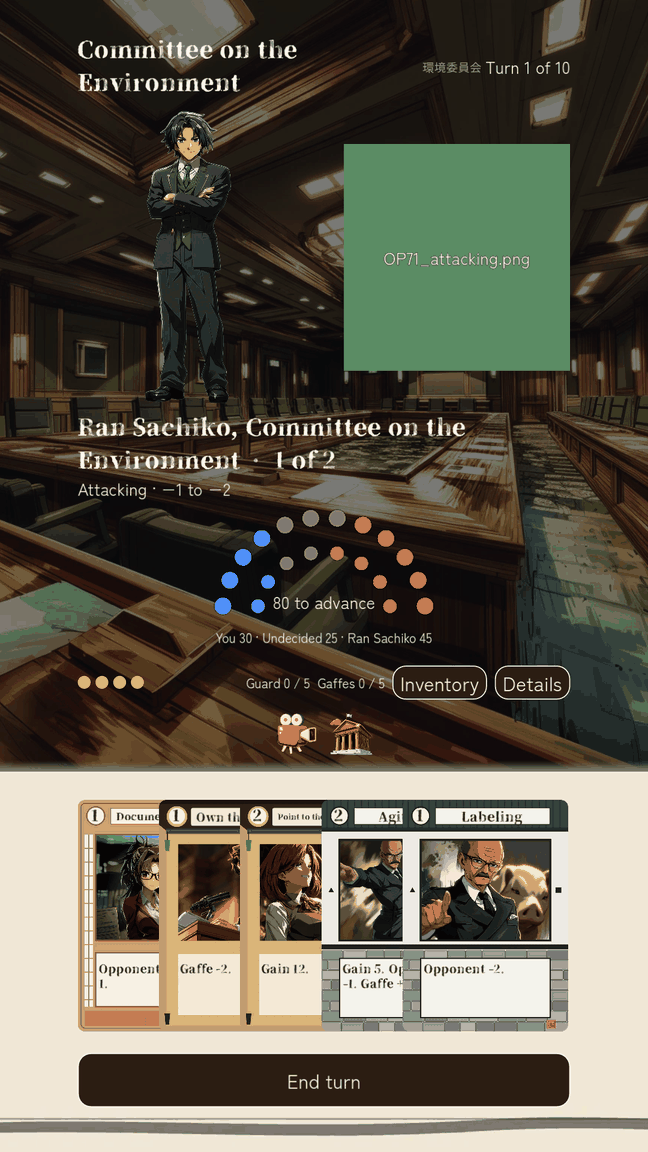 Committee on the
Environment
環境委員会 Turn 1 of 10
OP71_attacking.png
Ran Sachiko, Committee on the
Environment · 1 of 2
Attacking · −1 to −2
80 to advance
You 30 · Undecided 25 · Ran Sachiko 45
Guard 0 / 5 Gaffes 0 / 5 Inventory Details
1 Docume
1 Own th
2 Point to the
2 Agi
1 Labeling
Opponent
1.
Gaffe -2.
Gain 12.
Gain 5. Op
-1. Gaffe +
Opponent -2.
End turn